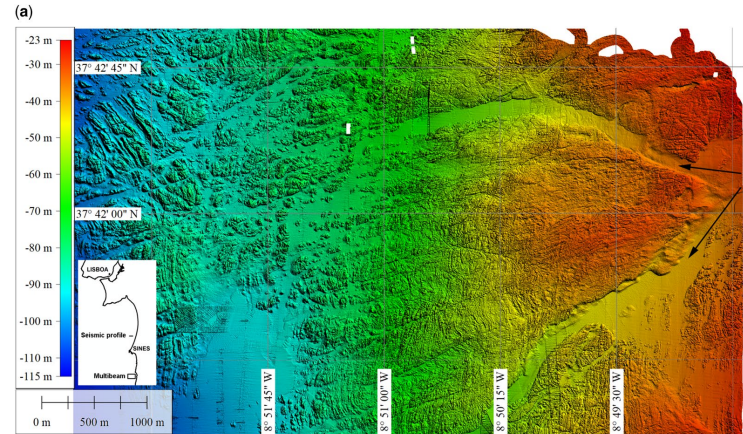 (a)
-23 m
-30 m
-40 m
-50 m
-60 m
-70 m
-80 m
-90 m
-100 m
-110 m
-115 m
37° 42' 45" N
37° 42' 00" N
LISBOA
Seismic profile
SINES
Multibeam
8° 51' 45" W
8° 51' 00" W
8° 50' 15" W
8° 49' 30" W
0 m 500 m 1000 m